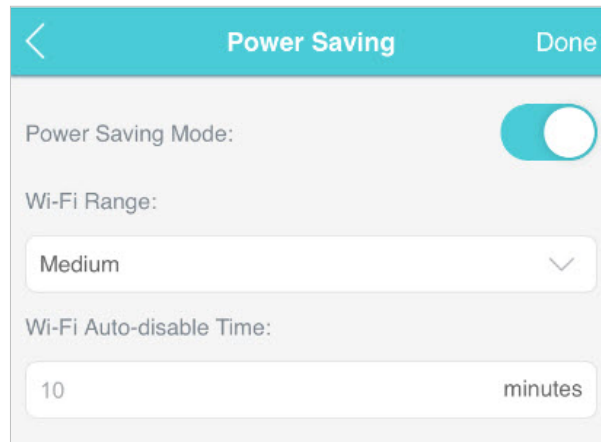 Power Saving Done
Power Saving Mode:
Wi-Fi Range:
Medium
Wi-Fi Auto-disable Time:
10 minutes